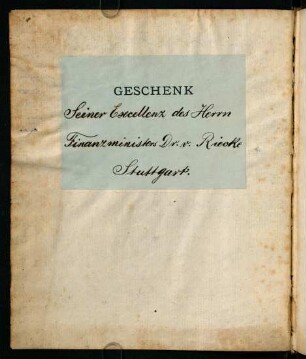 GESCHENK
Seiner Excellenz des Herrn
Finanzministers Dr. v. Riecke
Stuttgart.